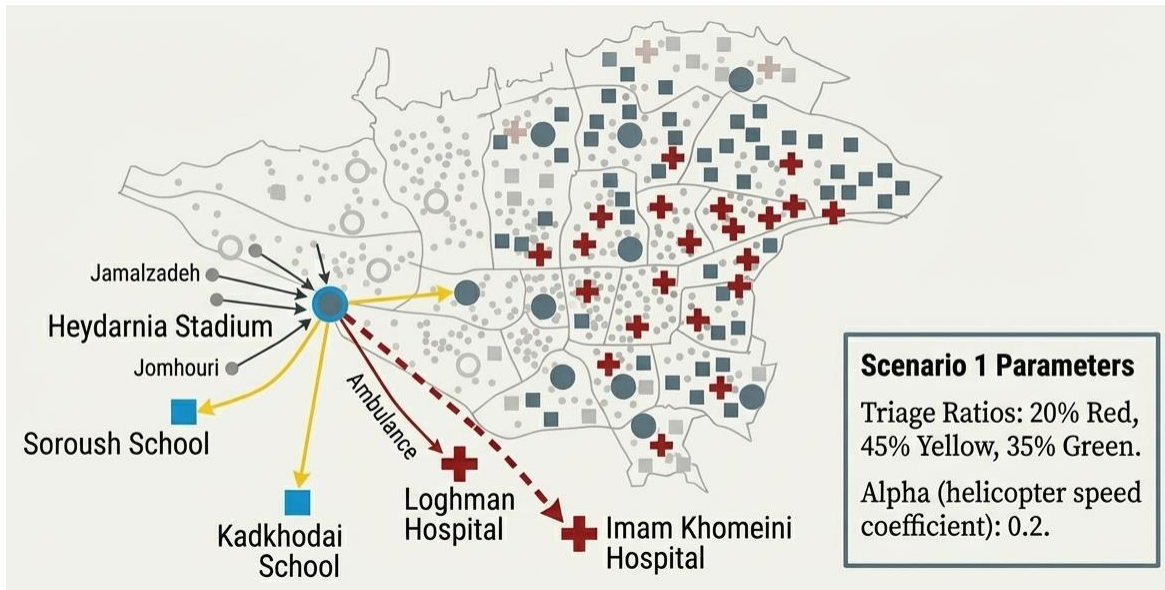 Jamalzadeh
Heydarnia Stadium
Jomhouri
Soroush School
Kadkhodai
School
Ambulance
Loghman
Hospital
Imam Khomeini
Hospital
Scenario 1 Parameters
Triage Ratios: 20% Red,
45% Yellow, 35% Green.
Alpha (helicopter speed
coefficient): 0.2.